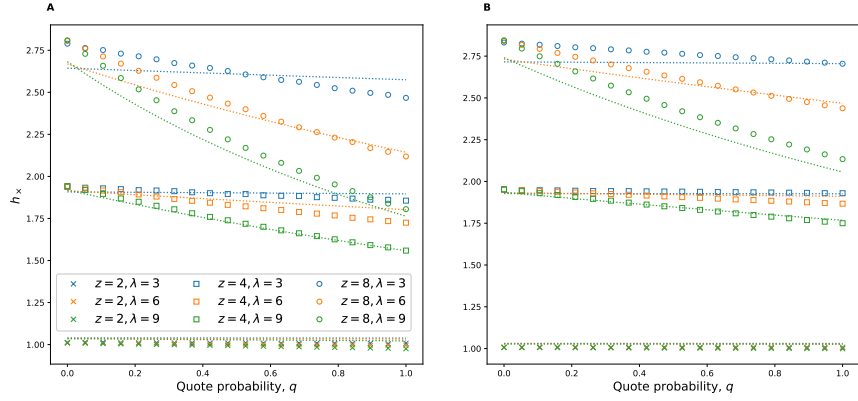 A
B
2.75
2.50
2.25
2.00
1.75
1.50
1.25
1.00
h×
z = 2, λ = 3
z = 4, λ = 3
z = 8, λ = 3
z = 2, λ = 6
z = 4, λ = 6
z = 8, λ = 6
z = 2, λ = 9
z = 4, λ = 9
z = 8, λ = 9
0.0 0.2 0.4 0.6 0.8 1.0
Quote probability, q
2.75
2.50
2.25
2.00
1.75
1.50
1.25
1.00
0.0 0.2 0.4 0.6 0.8 1.0
Quote probability, q